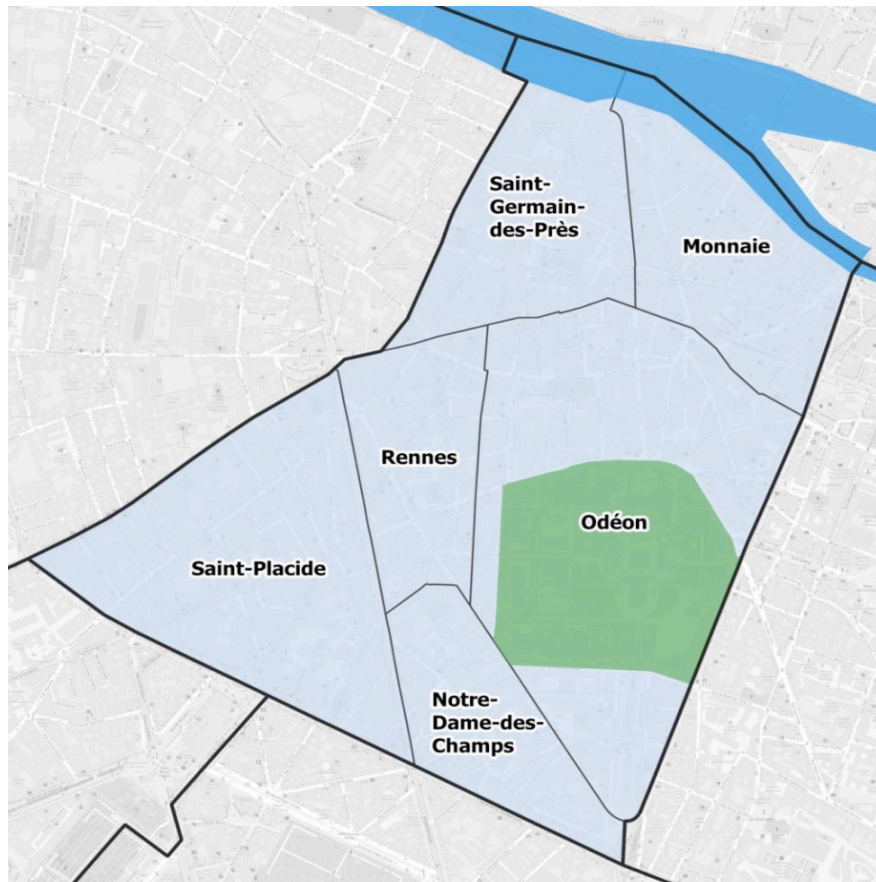 Saint-
Germain-
des-Près
Monnaie
Rennes
Odéon
Saint-Placide
Notre-
Dame-des-
Champs